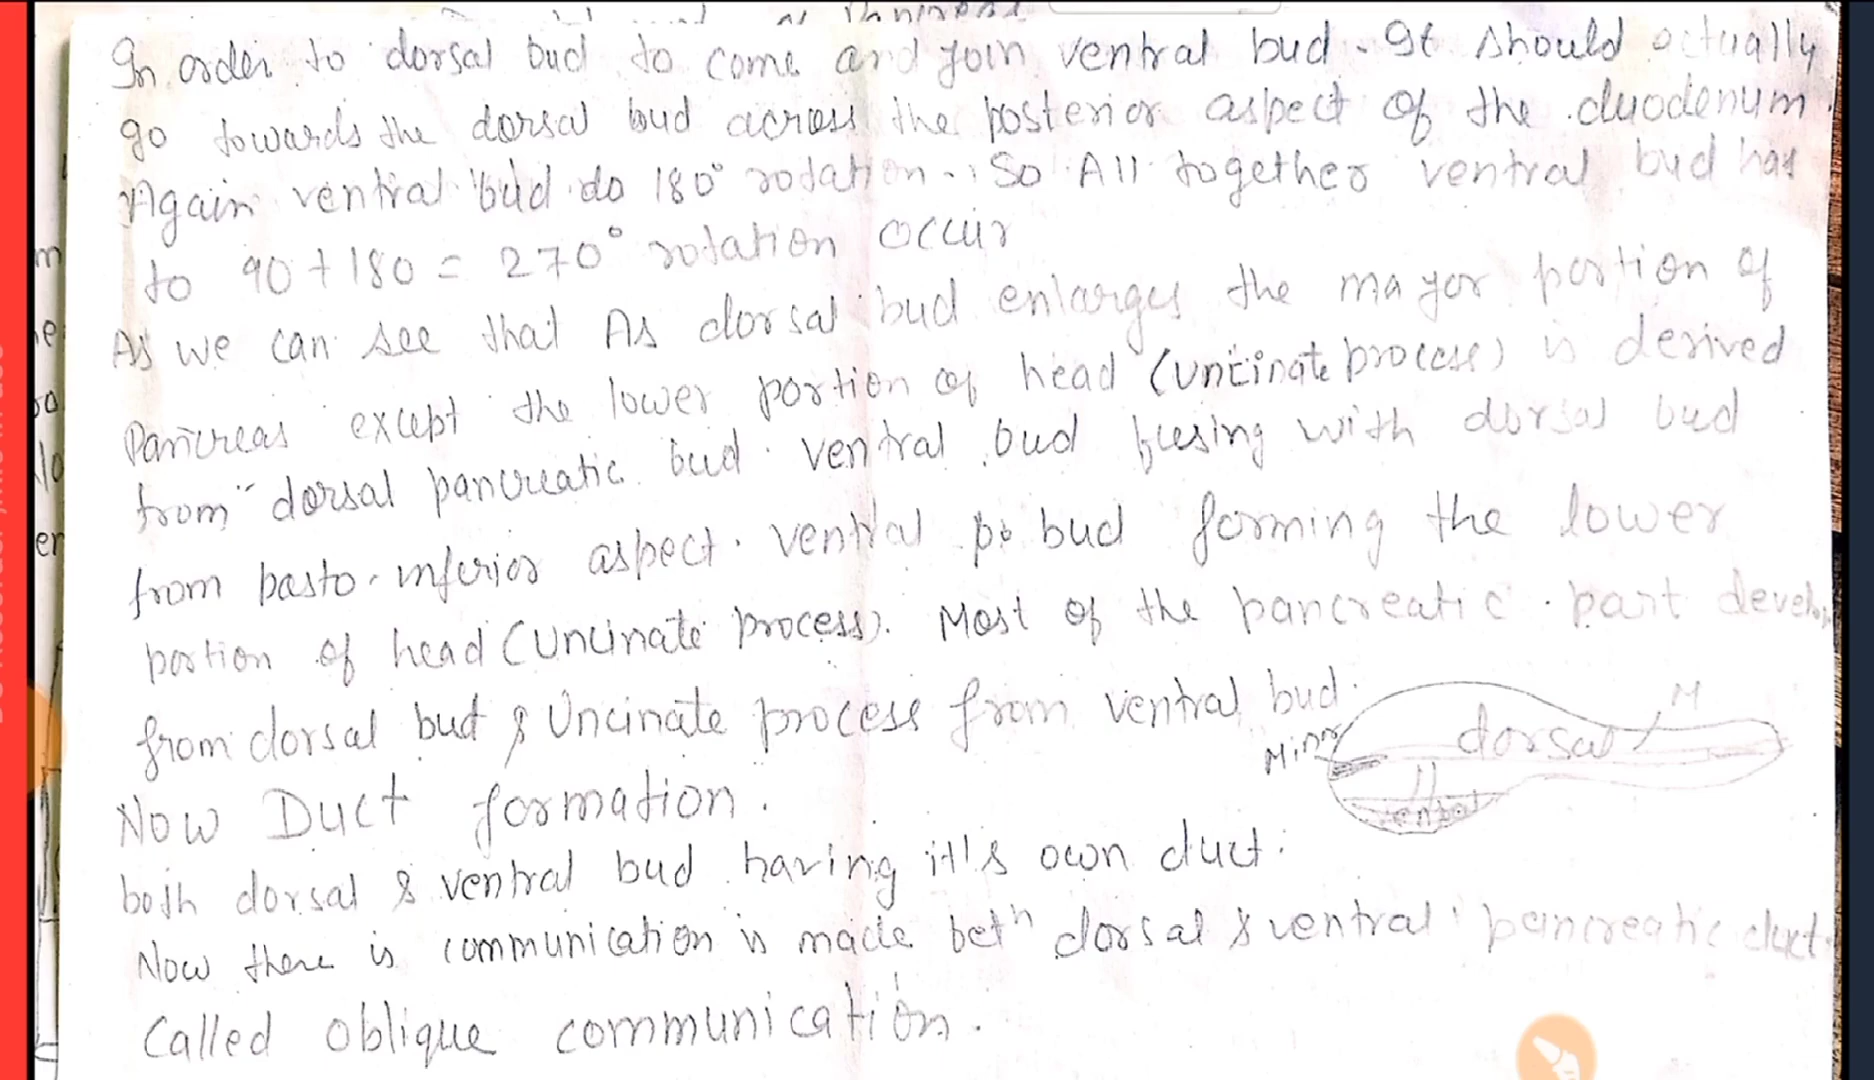 In order to dorsal bud to come and join ventral bud. It should actually
go towards the dorsal bud across the posterior aspect of the duodenum.
Again ventral bud do 180° rotation. So All together ventral bud has
to 90 + 180 = 270° rotation occur
As we can see that As dorsal bud enlarges the mayor portion of
Pancreas except the lower portion of head (uncinate process) is derived
from dorsal pancreatic bud. ventral bud fusing with dorsal bud
from posto-inferior aspect. ventral bud forming the lower
portion of head (uncinate process). Most of the pancreatic part develop
from dorsal bud & Uncinate process from ventral bud.
M
Minor
dorsal
ventral
Now Duct formation.
both dorsal & ventral bud having it's own duct.
Now there is communication is made betn dorsal & ventral pancreatic duct.
Called oblique communication.